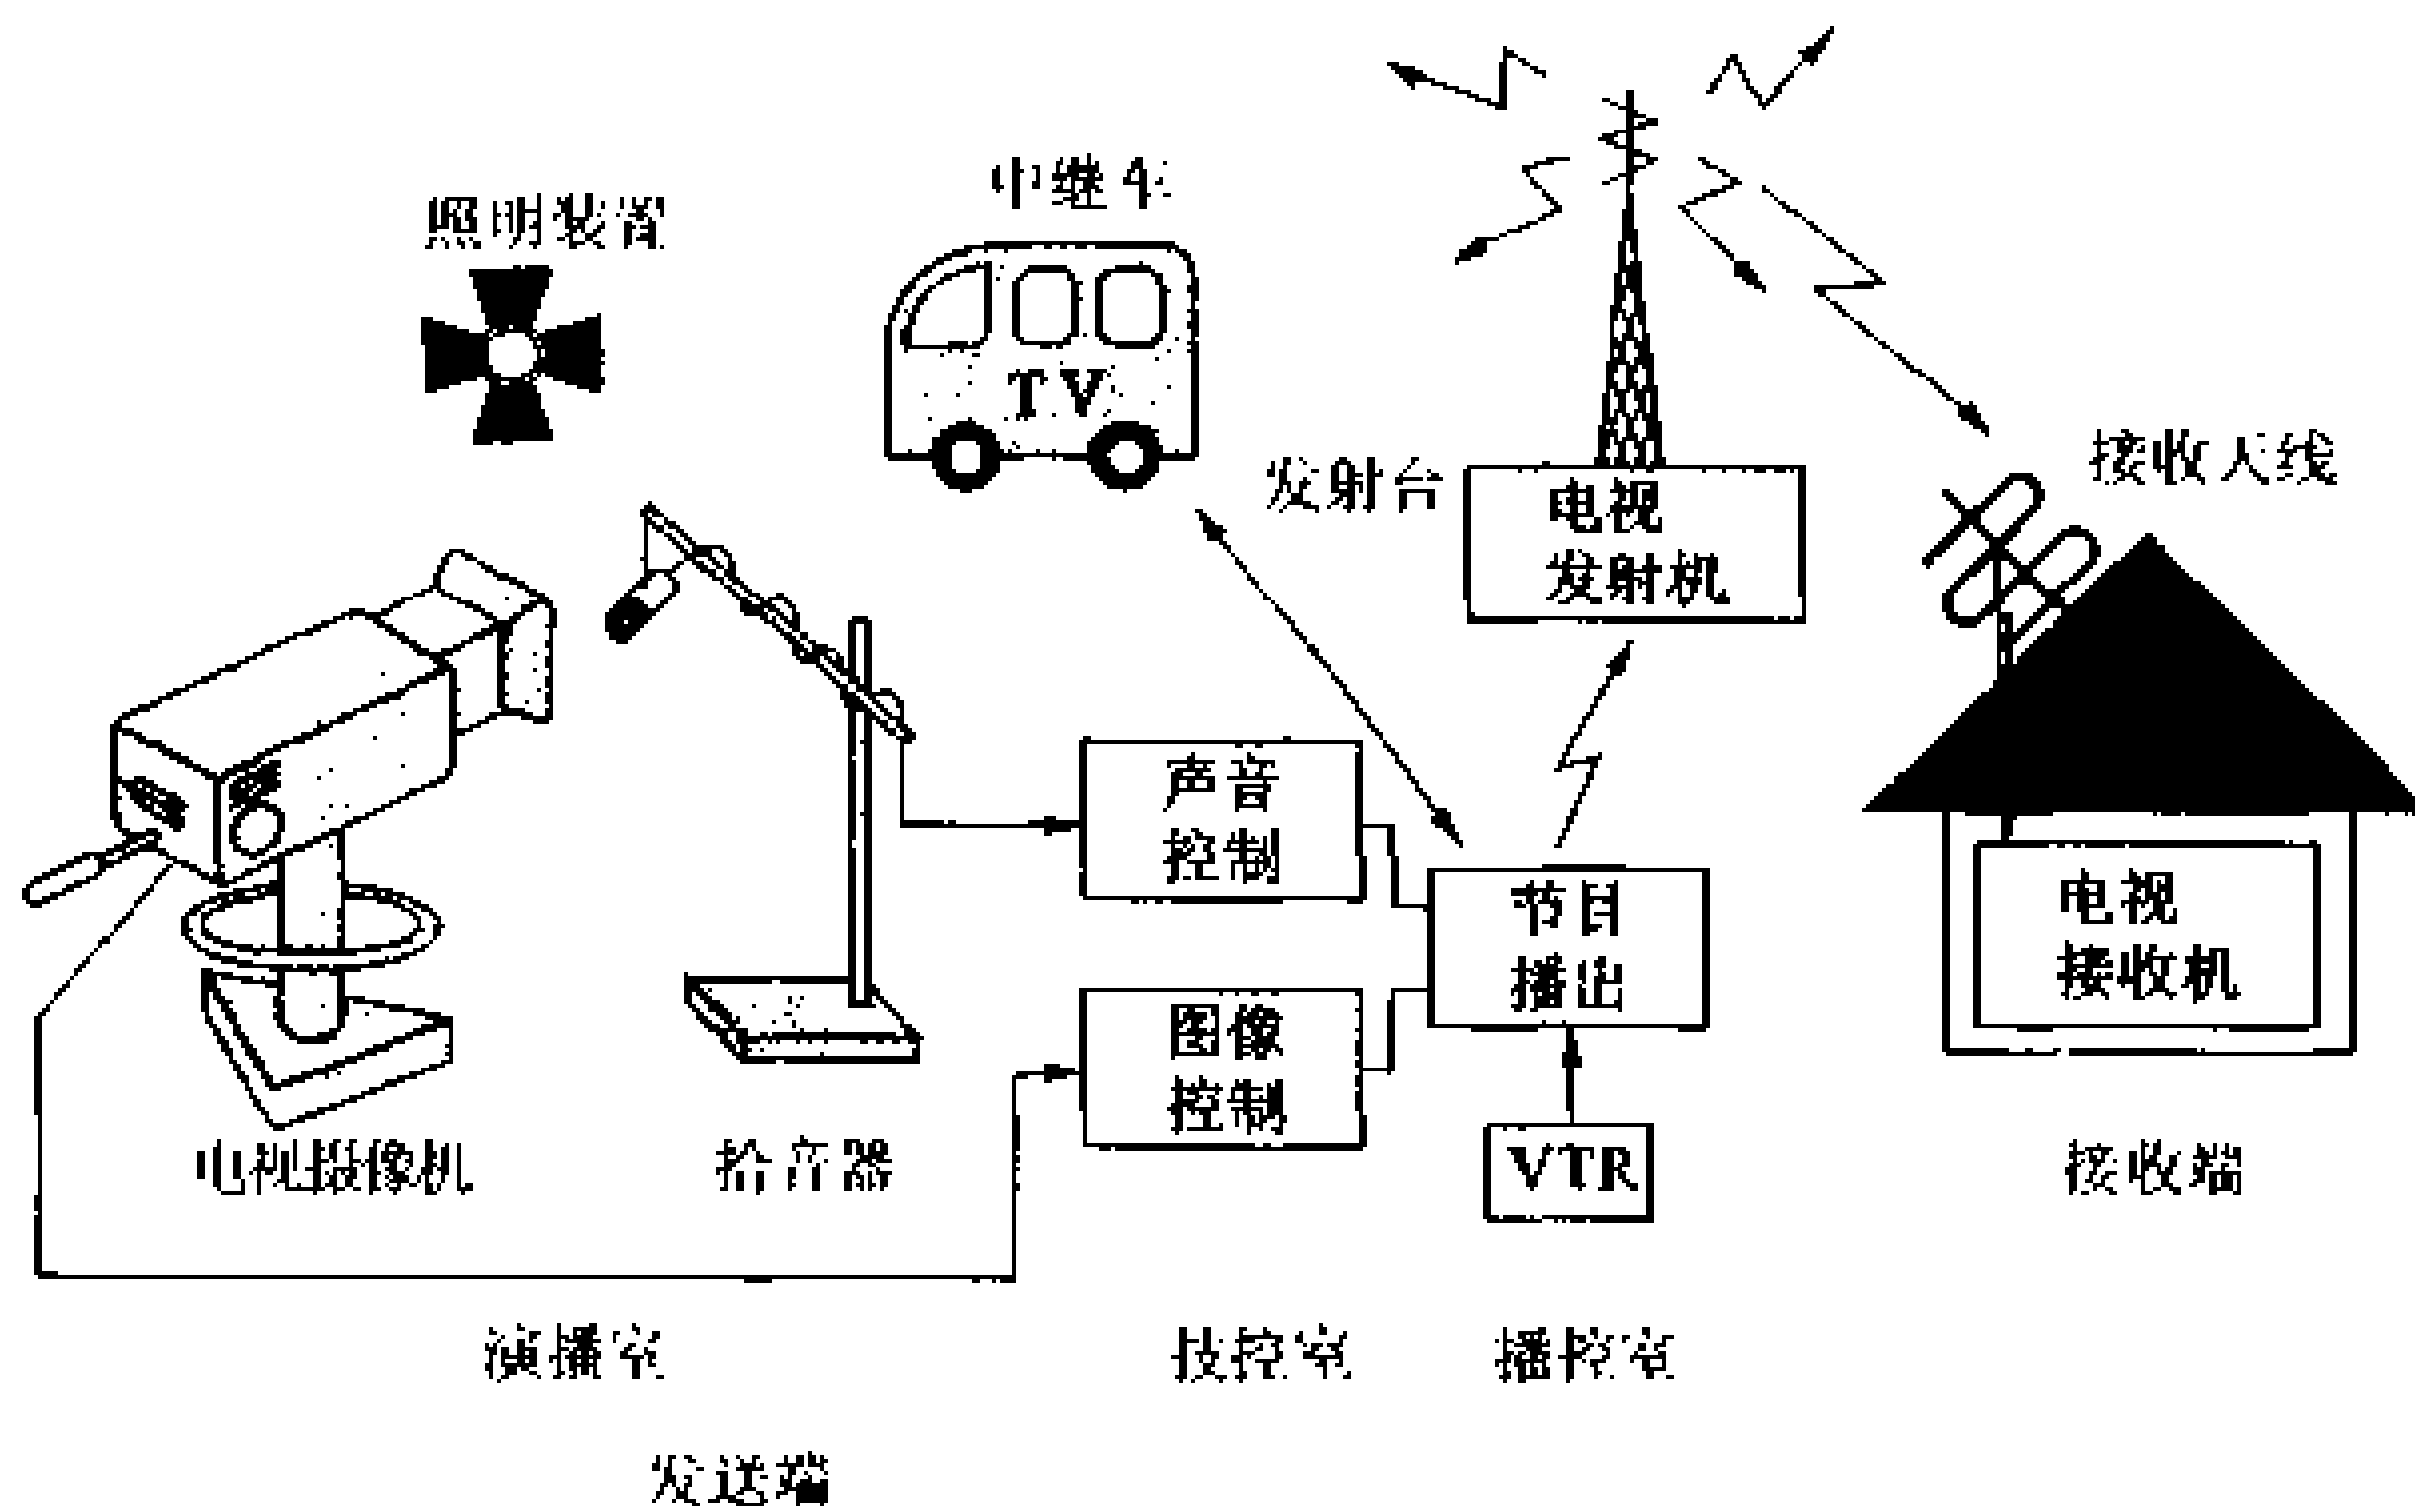 中继车
照明装置
TV
接收天线
发射台
电视
发射机
声音
控制
节目
播出
电视
接收机
图像
控制
电视摄像机
拾音器
VTR
接收端
演播室
技控室
播控室
发送端